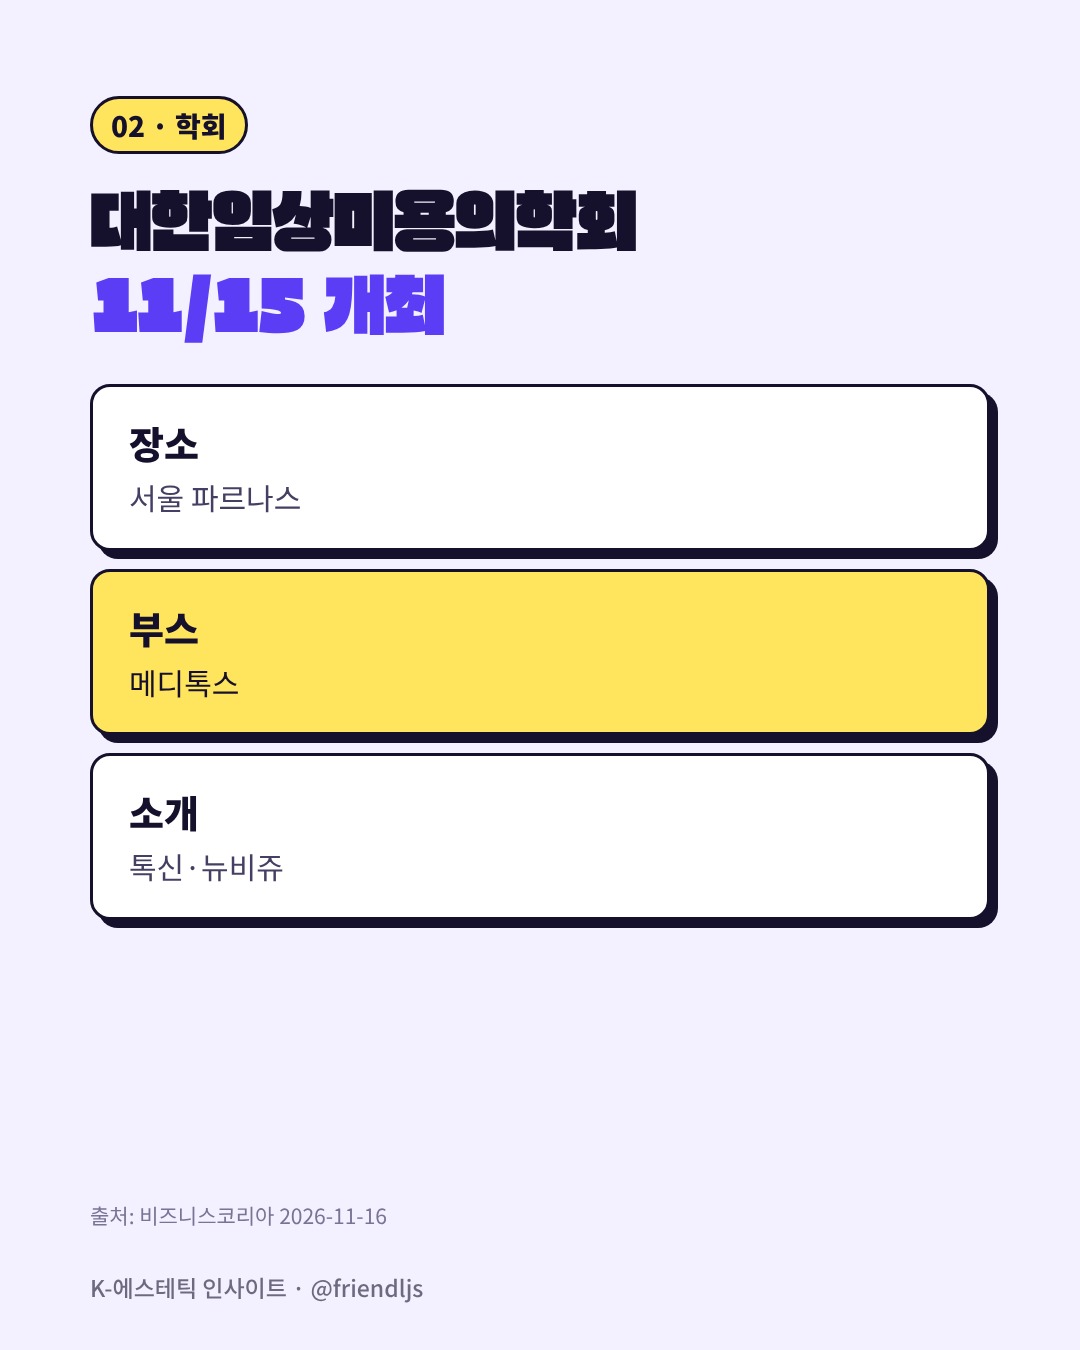 02 · 학회
대한임상미용의학회
11/15 개최
장소
서울 파르나스
부스
메디톡스
소개
톡신·뉴비쥬
출처: 비즈니스코리아 2026-11-16
K-에스테틱 인사이트 · @friendljs